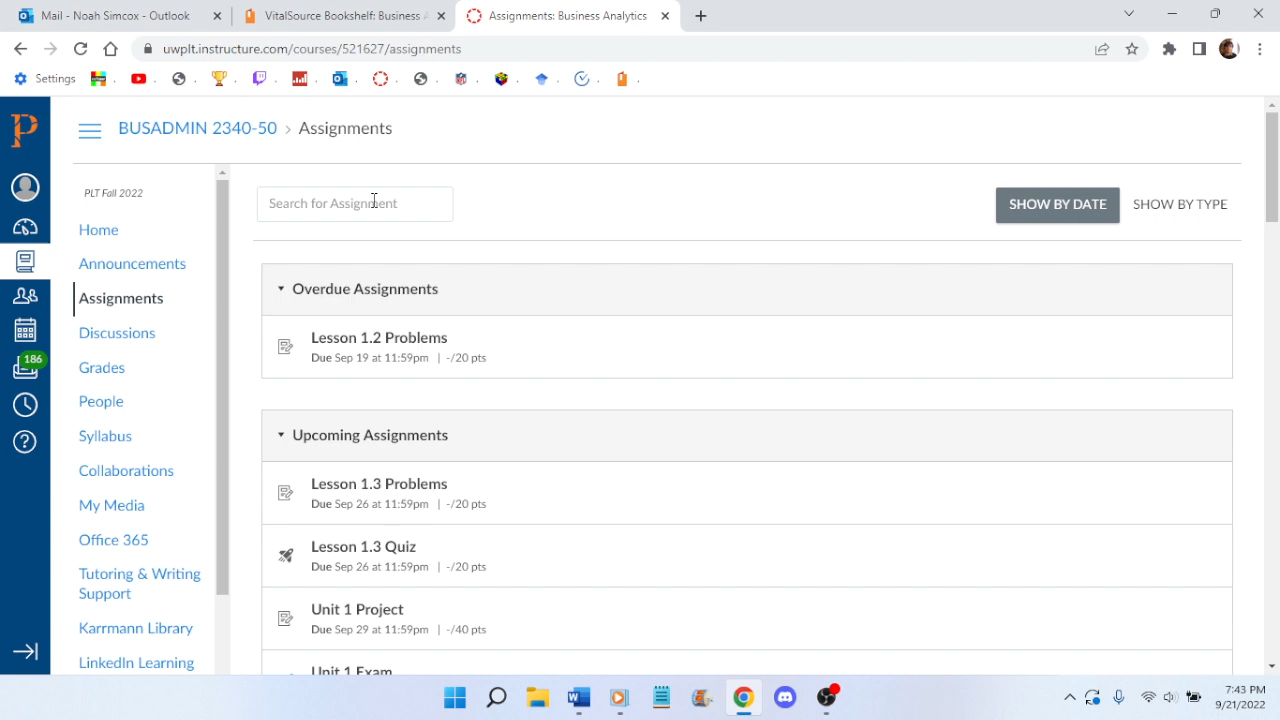 Mail - Noah O - Outlook
VitalSource Bookshelf: Business A
Assignments: Business Analytics
uwplt.instructure.com/courses/521627/assignments
Settings
BUSADMIN 2340-50 › Assignments
PLT Fall 2022
Search for Assignment
SHOW BY DATE
SHOW BY TYPE
Home
Announcements
Assignments
Discussions
Grades
People
Syllabus
Collaborations
My Media
Office 365
Tutoring & Writing
Support
Karrmann Library
LinkedIn Learning
186
Overdue Assignments
Lesson 1.2 Problems
Due Sep 19 at 11:59pm | -/20 pts
Upcoming Assignments
Lesson 1.3 Problems
Due Sep 26 at 11:59pm | -/20 pts
Lesson 1.3 Quiz
Due Sep 26 at 11:59pm | -/20 pts
Unit 1 Project
Due Sep 29 at 11:59pm | -/40 pts
Unit 1 Exam
7:43 PM
9/21/2022